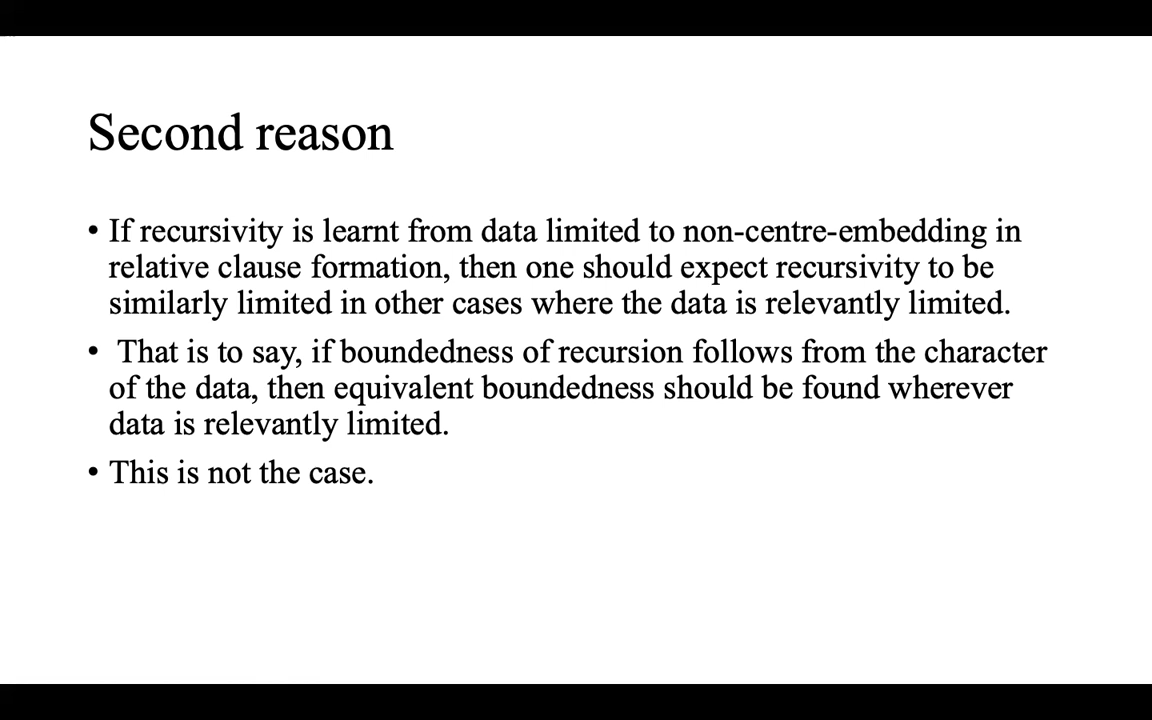 Second reason
• If recursivity is learnt from data limited to non-centre-embedding in
relative clause formation, then one should expect recursivity to be
similarly limited in other cases where the data is relevantly limited.
• That is to say, if boundedness of recursion follows from the character
of the data, then equivalent boundedness should be found wherever
data is relevantly limited.
• This is not the case.